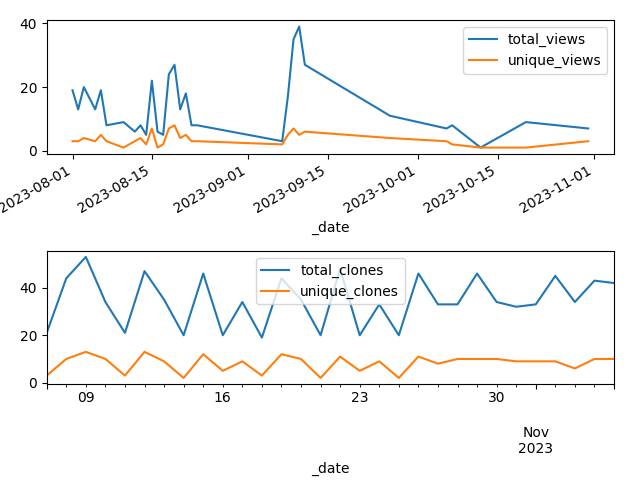 40
20
0
total_views
unique_views
2023-08-01
2023-08-15
2023-09-01
2023-09-15
2023-10-01
2023-10-15
2023-11-01
_date
40
20
0
total_clones
unique_clones
09
16
23
30
Nov
2023
_date